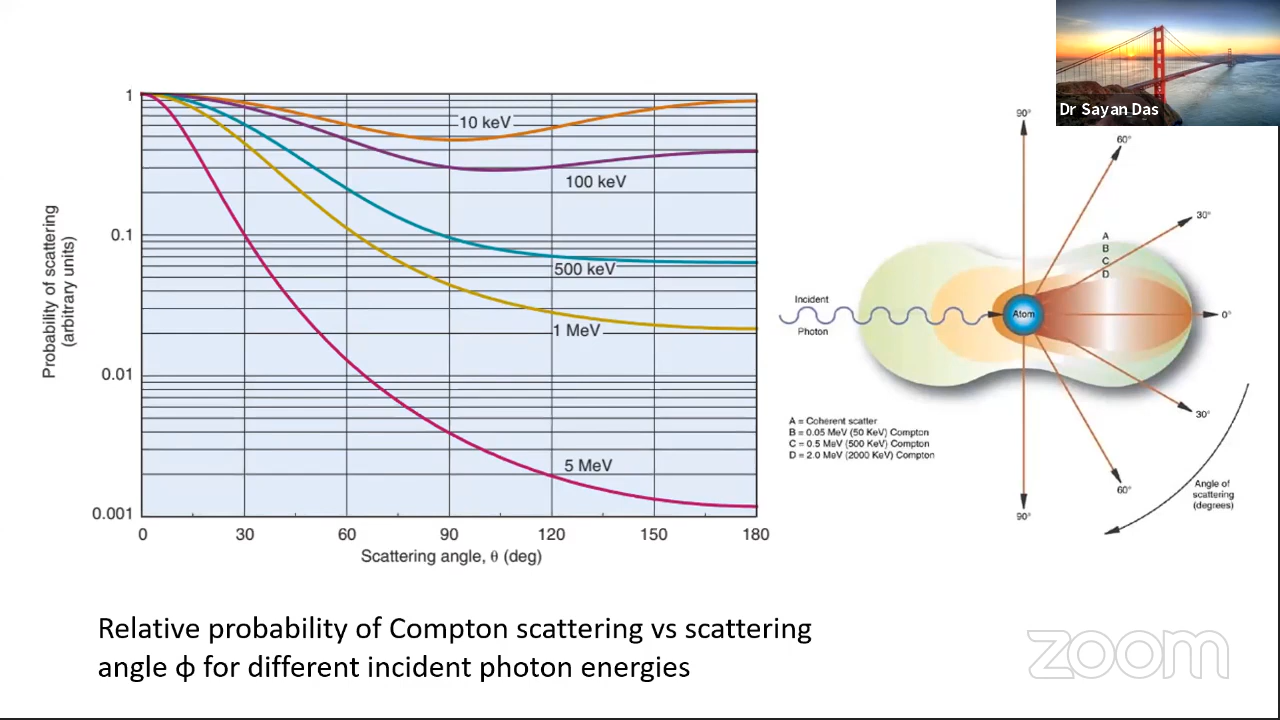 Dr Sayan Das
1
0.1
0.01
0.001
Probability of scattering
(arbitrary units)
10 keV
100 keV
500 keV
1 MeV
5 MeV
0
30
60
90
120
150
180
Scattering angle, θ (deg)
90°
60°
30°
A
B
C
D
Incident
Photon
Atom
0°
30°
60°
90°
A = Coherent scatter
B = 0.05 MeV (50 KeV) Compton
C = 0.5 MeV (500 KeV) Compton
D = 2.0 MeV (2000 KeV) Compton
Angle of
scattering
(degrees)
Relative probability of Compton scattering vs scattering
angle ϕ for different incident photon energies
zoom